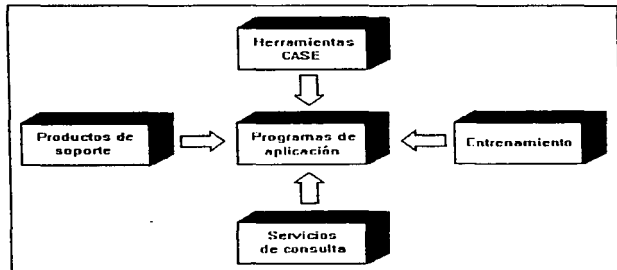 Herramientas
CASE
Productos de
soporte
Programas de
aplicación
Entrenamiento
Servicios
de consulta